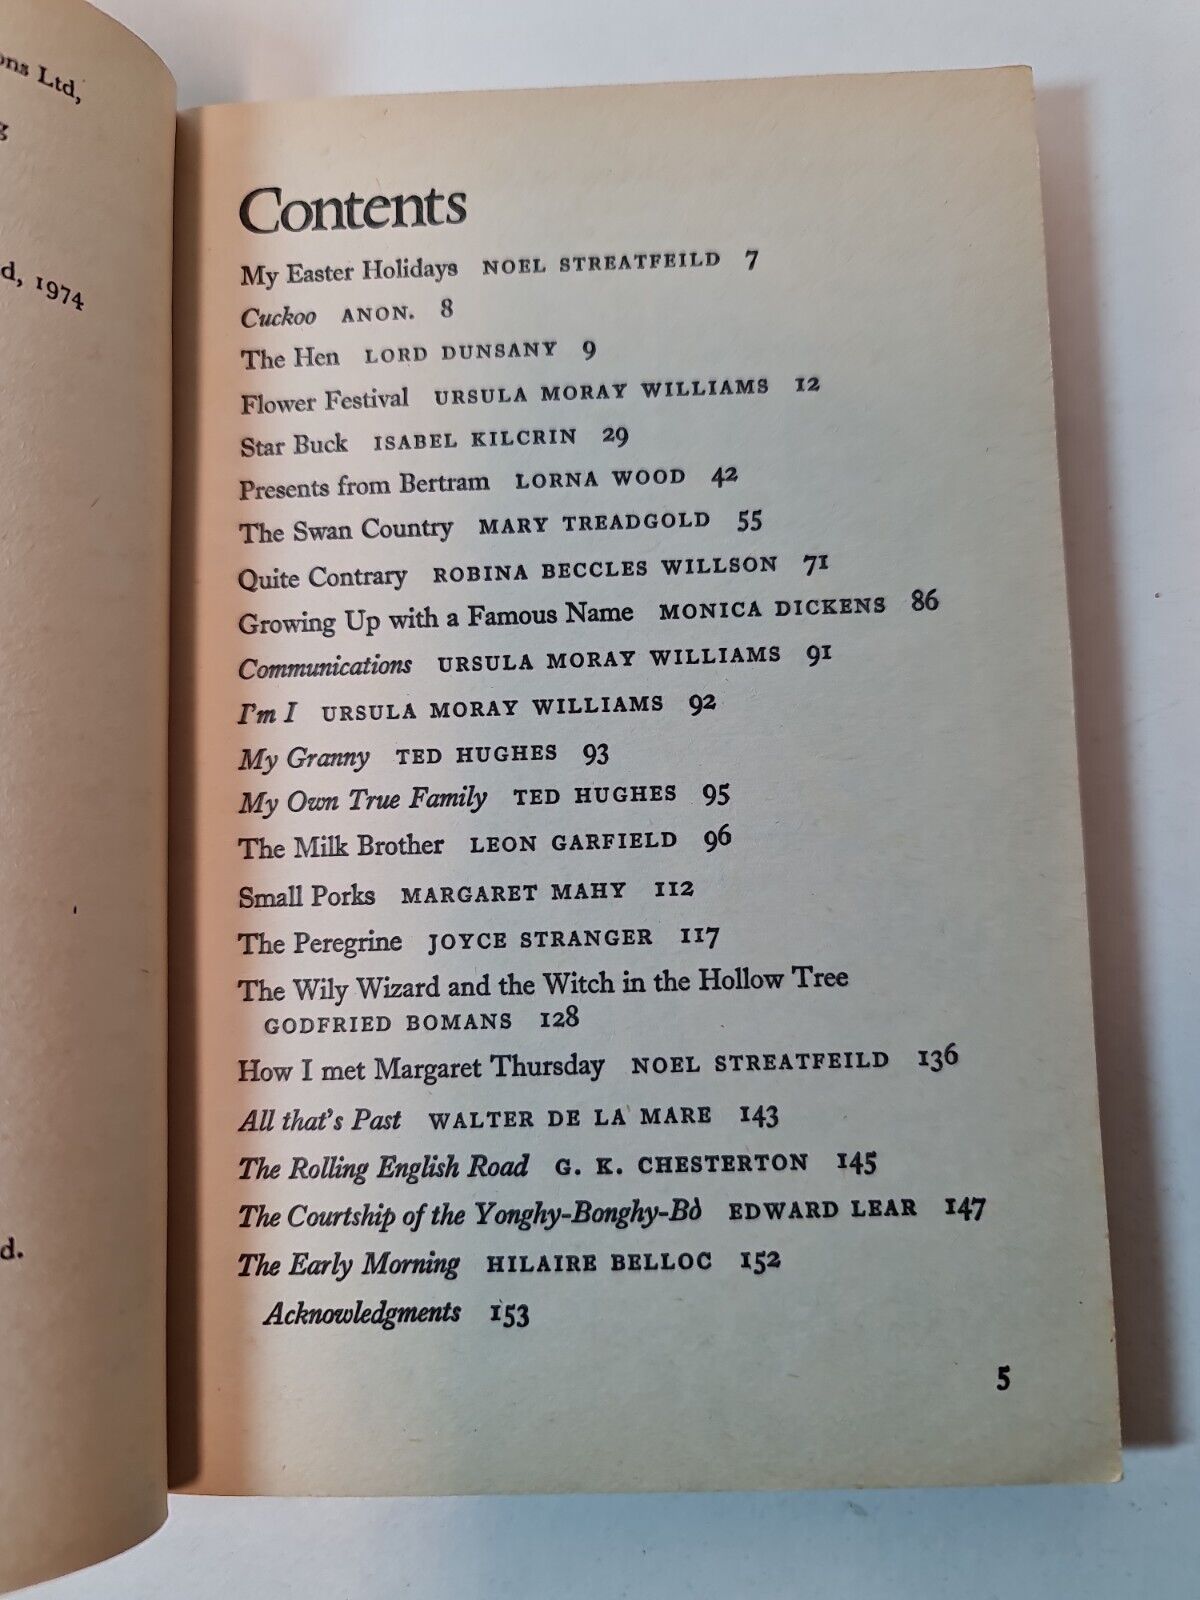 ons Ltd,
g
d, 1974
d.
Contents
My Easter Holidays NOEL STREATFEILD 7
Cuckoo ANON. 8
The Hen LORD DUNSANY 9
Flower Festival URSULA MORAY WILLIAMS 12
Star Buck ISABEL KILCRIN 29
Presents from Bertram LORNA WOOD 42
The Swan Country MARY TREADGOLD 55
Quite Contrary ROBINA BECCLES WILLSON 71
Growing Up with a Famous Name MONICA DICKENS 86
Communications URSULA MORAY WILLIAMS 91
I'm I URSULA MORAY WILLIAMS 92
My Granny TED HUGHES 93
My Own True Family TED HUGHES 95
The Milk Brother LEON GARFIELD 96
Small Porks MARGARET MAHY 112
The Peregrine JOYCE STRANGER 117
The Wily Wizard and the Witch in the Hollow Tree
GODFRIED BOMANS 128
How I met Margaret Thursday NOEL STREATFEILD 136
All that's Past WALTER DE LA MARE 143
The Rolling English Road G. K. CHESTERTON 145
The Courtship of the Yonghy-Bonghy-Bò EDWARD LEAR 147
The Early Morning HILAIRE BELLOC 152
Acknowledgments 153
5